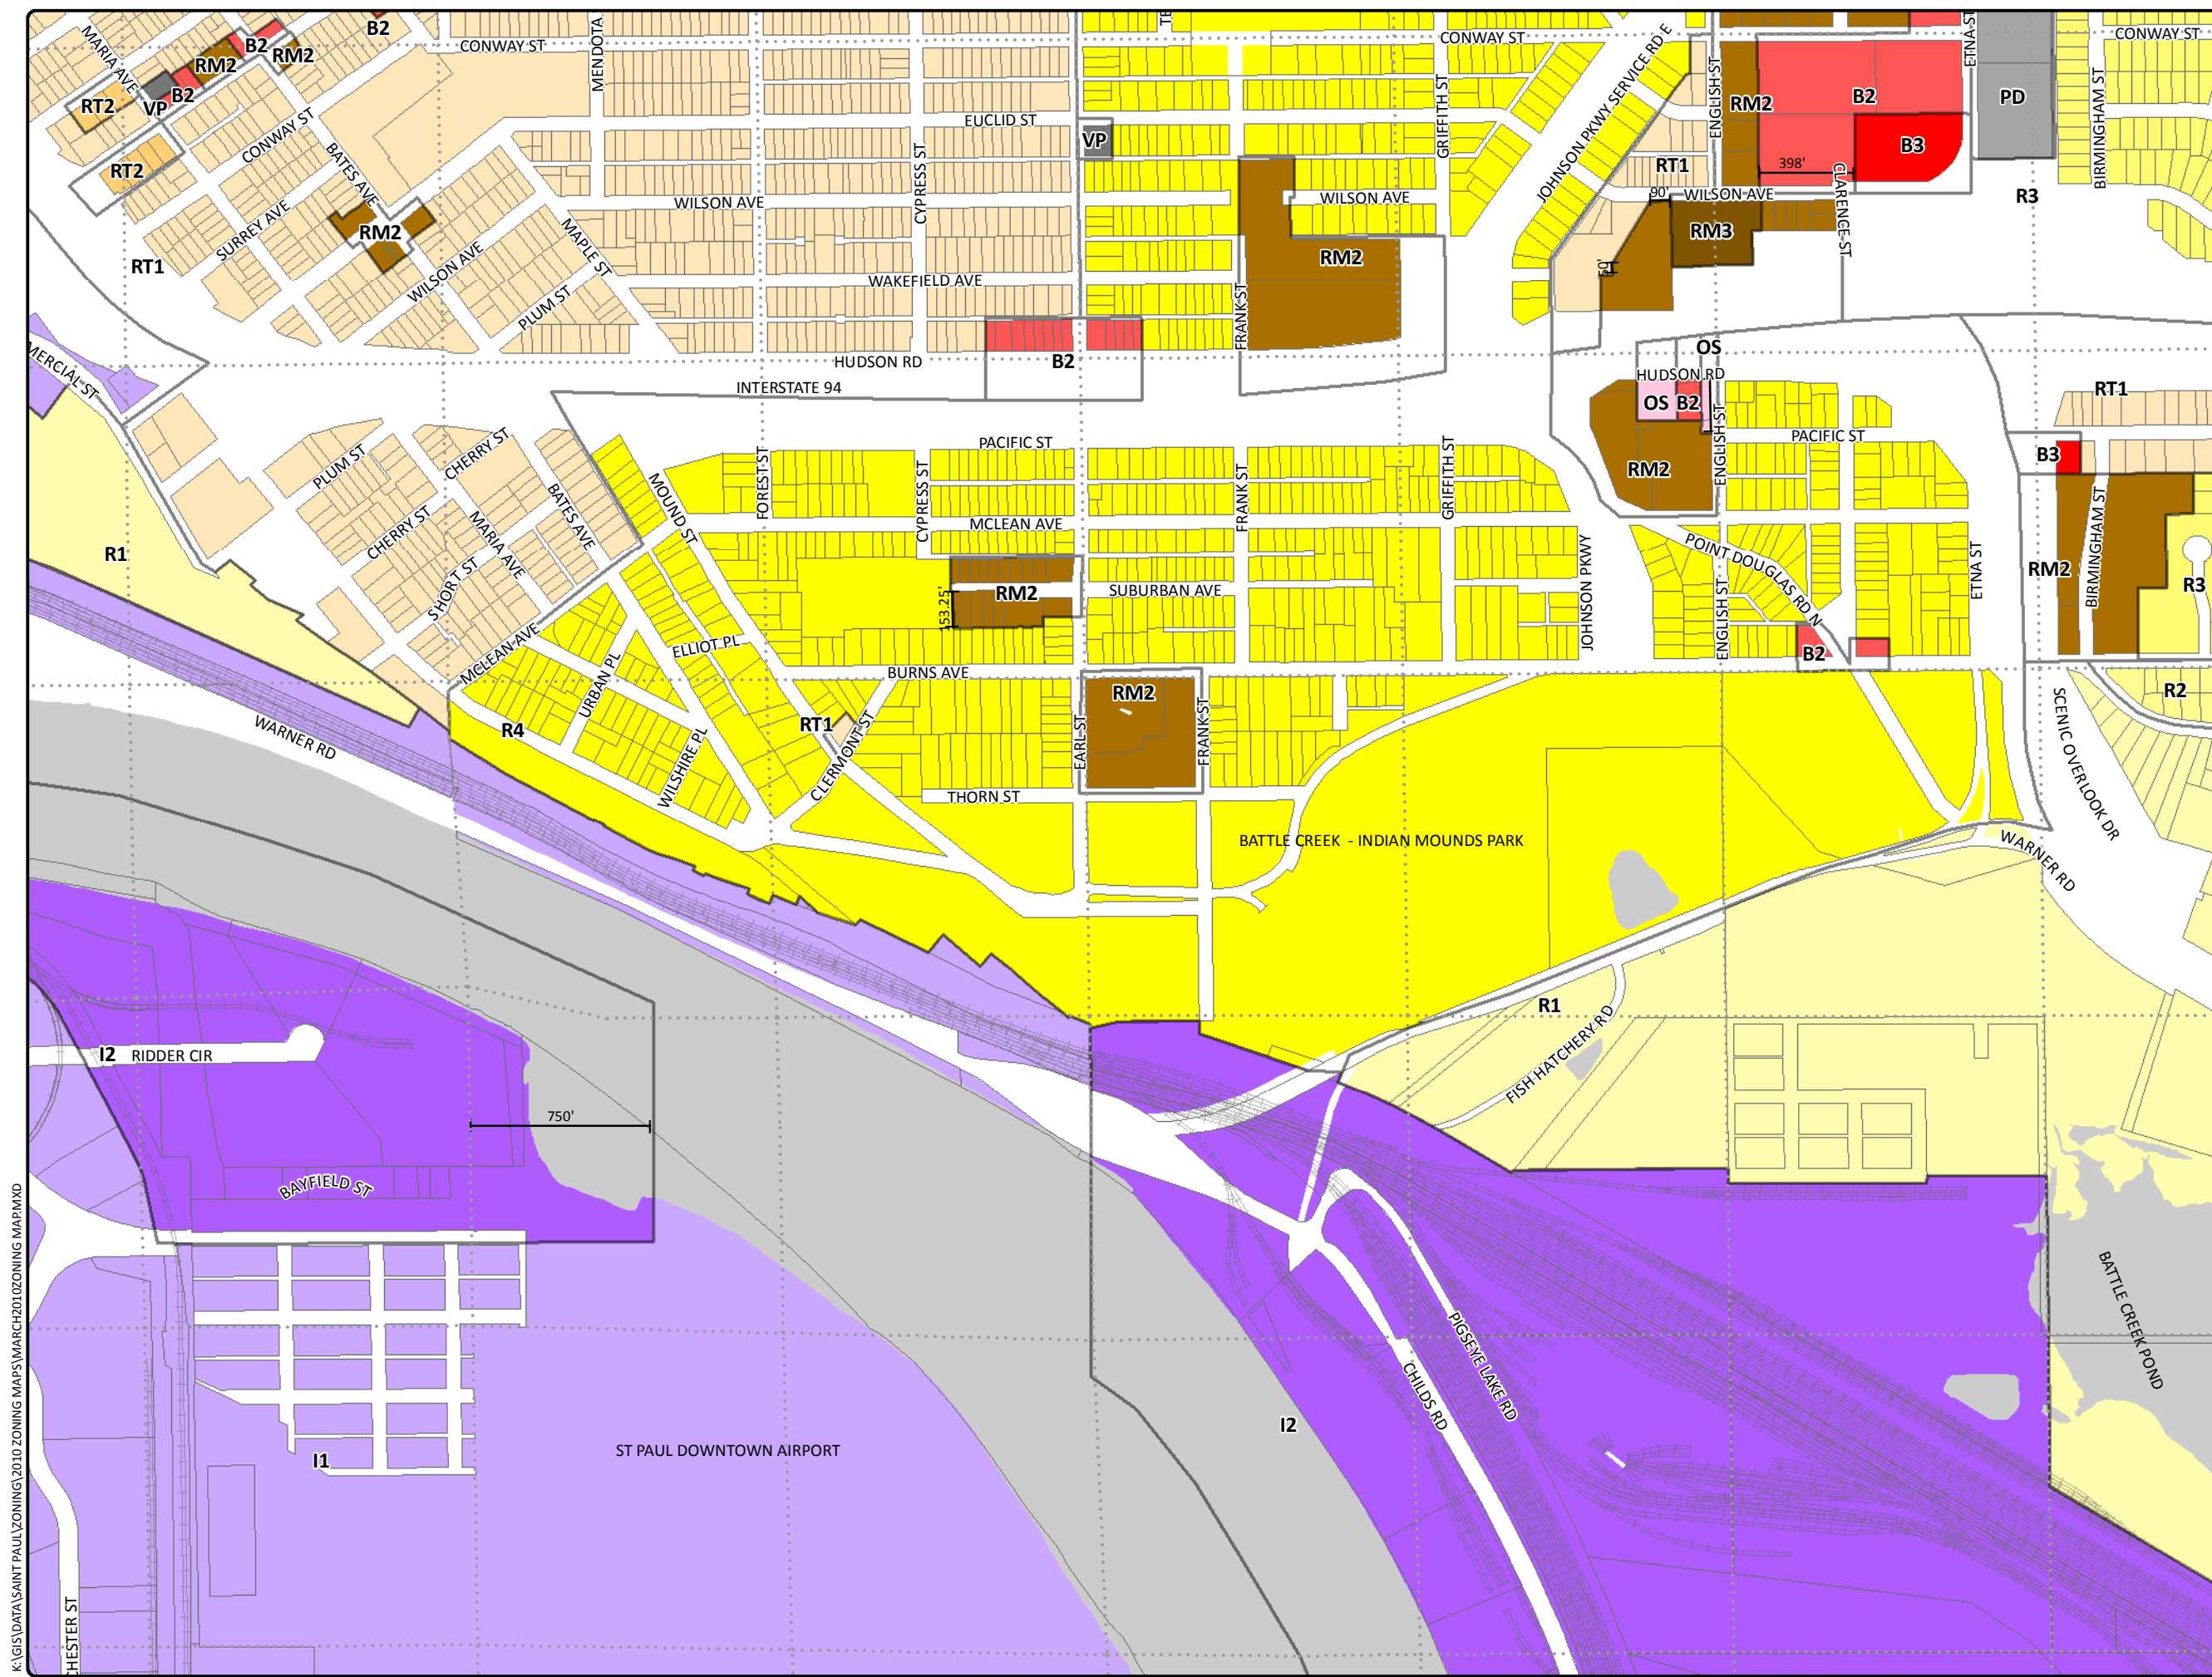 MARIA AVE
B2
B2
RM2
RM2
CONWAY ST
MENDOTA
CONWAY ST
JOHNSON PKWY SERVICE RD E
ENGLISH ST
ETNA ST
CONWAY ST
RT2
VP
B2
CONWAY ST
EUCLID ST
VP
GRIFFITH ST
RM2
B2
PD
BIRMINGHAM ST
RT2
BATES AVE
CYPRESS ST
RT1
398'
B3
CLARENCE ST
SURREY AVE
RM2
WILSON AVE
WILSON AVE
90'
WILSON AVE
R3
RT1
WILSON AVE
MAPLE ST
RM2
RM3
60'
PLUM ST
WAKEFIELD AVE
FRANK ST
MERCIAL ST
HUDSON RD
B2
OS
HUDSON RD
INTERSTATE 94
OS
B2
RT1
PLUM ST
CHERRY ST
PACIFIC ST
ENGLISH ST
PACIFIC ST
B3
FOREST ST
MOUND ST
CYPRESS ST
FRANK ST
GRIFFITH ST
RM2
CHERRY ST
MARIA AVE
BATES AVE
MCLEAN AVE
POINT DOUGLAS RD N
BIRMINGHAM ST
R1
SHORT ST
153.25'
RM2
SUBURBAN AVE
JOHNSON PKWY
ENGLISH ST
ETNA ST
RM2
R3
MCLEAN AVE
URBAN PL
ELLIOT PL
BURNS AVE
B2
WARNER RD
R4
RT1
CLERMONT ST
EARL ST
RM2
FRANK ST
R2
SCENIC OVERLOOK DR
WILSHIRE PL
THORN ST
BATTLE CREEK - INDIAN MOUNDS PARK
WARNER RD
R1
FISH HATCHERY RD
I2
RIDDER CIR
750'
BAYFIELD ST
BATTLE CREEK POND
PIGSEYE LAKE RD
CHILDS RD
I2
I1
ST PAUL DOWNTOWN AIRPORT
CHESTER ST
K:\GIS\DATA\SAINT PAUL\ZONING\2010 ZONING MAPS\MARCH2010ZONING MAP.MXD